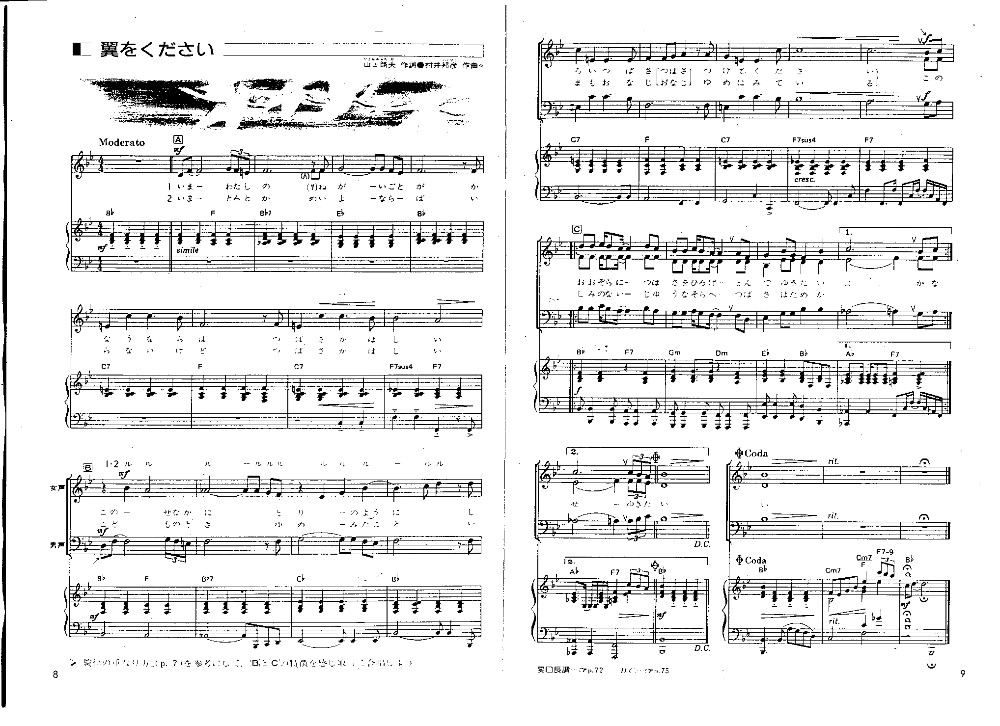 翼をください
山上路夫 作詞●村井邦彦 作曲☆
Moderato
A
mf
3
(A)
1 いまー わたしの (ｿ)ねが ーいごとが か
2 いまー とみとか めいよ ーならーば い
B♭ F B♭7 E♭ B♭
mf simile
なうならば つばさがほしい
らないけど つばさがほしい
C7 F C7 F7sus4 F7
B 1·2 ル ル ル ー ル ル ル ル ル ル ー ル ル
mf
女声
このー せなかに とり ーのように し
こどー ものとき ゆめ ーみたこと い
mf
男声
3
B♭ F B♭7 E♭ B♭
mf
「旋律の重なり方」(p. 7)を参考にして, BとCの特徴を感じ取って合唱しよう
8
f
ろいつ ばさ[つばさ] つけてくださ い} この
まもお なじ[おなじ] ゆめにみてい る}
f
C7 F C7 F7sus4 F7
cresc.
C
1.
おおぞらにー つば さをひろげー とん で ゆきたい よ ー かな
しみのないー じゆ うなそらへー つば さ はためか
1.
B♭ F7 Gm Dm E♭ B♭ A♭ F7
f
2.
3
せ ー ゆきた い
3
D.C.
2.
A♭ F7 3 B♭
mf
D.C.
Coda
rit.
い
rit.
Coda
B♭ Cm7 Cm7/F F7-9 B♭
3
rit.
mf
変ロ長調…☞p. 72 D.C.…☞p. 75
9